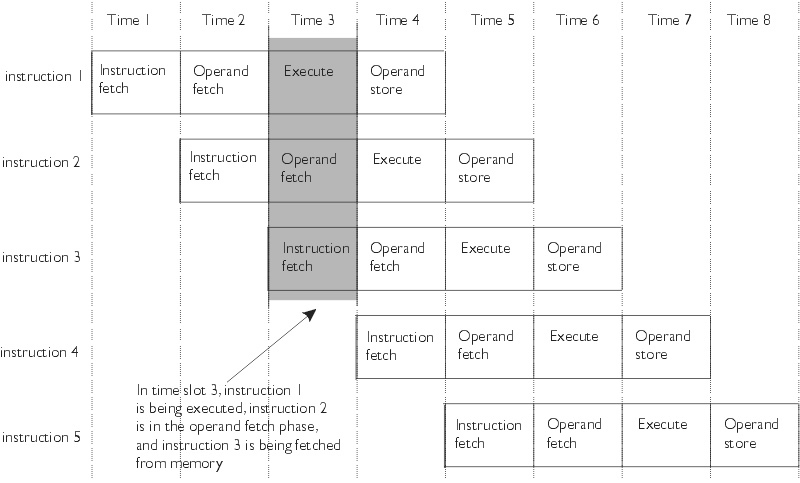 Time 1 Time 2 Time 3 Time 4 Time 5 Time 6 Time 7 Time 8
instruction 1
Instruction
fetch
Operand
fetch
Execute
Operand
store
instruction 2
Instruction
fetch
Operand
fetch
Execute
Operand
store
instruction 3
Instruction
fetch
Operand
fetch
Execute
Operand
store
instruction 4
Instruction
fetch
Operand
fetch
Execute
Operand
store
In time slot 3, instruction 1
is being executed, instruction 2
is in the operand fetch phase,
and instruction 3 is being fetched
from memory
instruction 5
Instruction
fetch
Operand
fetch
Execute
Operand
store